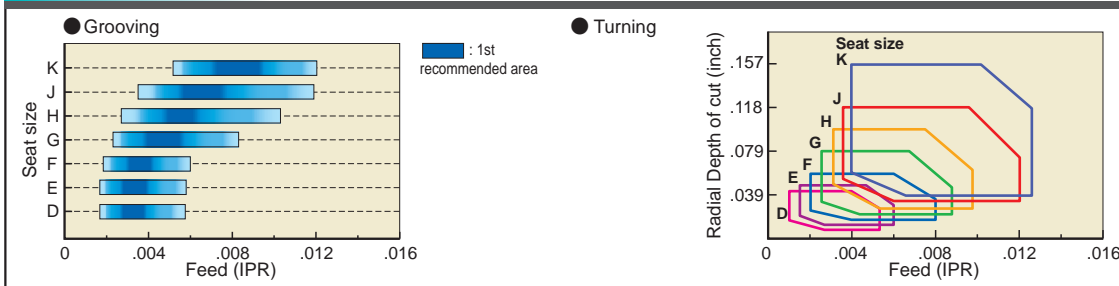 ● Grooving
Seat size
K
J
H
G
F
E
D
0 .004 .008 .012 .016
Feed (IPR)
: 1st
recommended area
● Turning
Radial Depth of cut (inch)
.157
.118
.079
.039
Seat size
K
J
H
G
F
E
D
0 .004 .008 .012 .016
Feed (IPR)